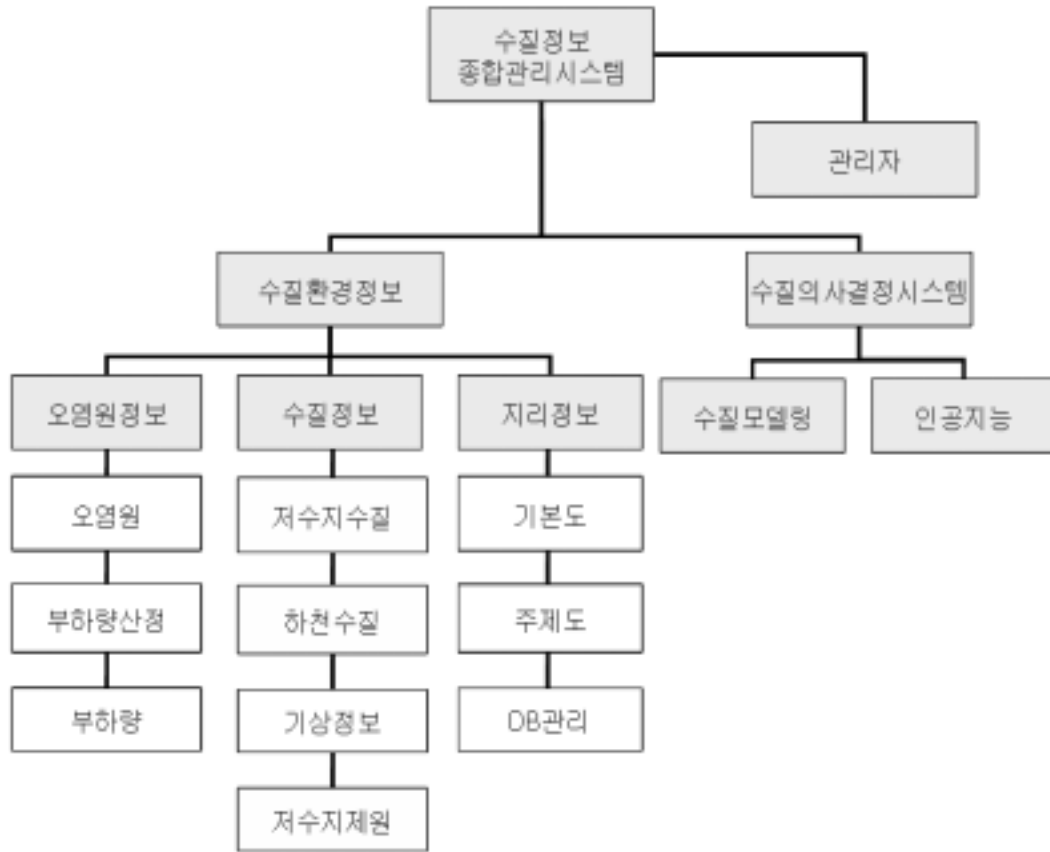 수질정보
종합관리시스템
관리자
수질환경정보
수질의사결정시스템
오염원정보
수질정보
지리정보
수질모델링
인공지능
오염원
저수지수질
기본도
부하량산정
하천수질
주제도
부하량
기상정보
DB관리
저수지제원